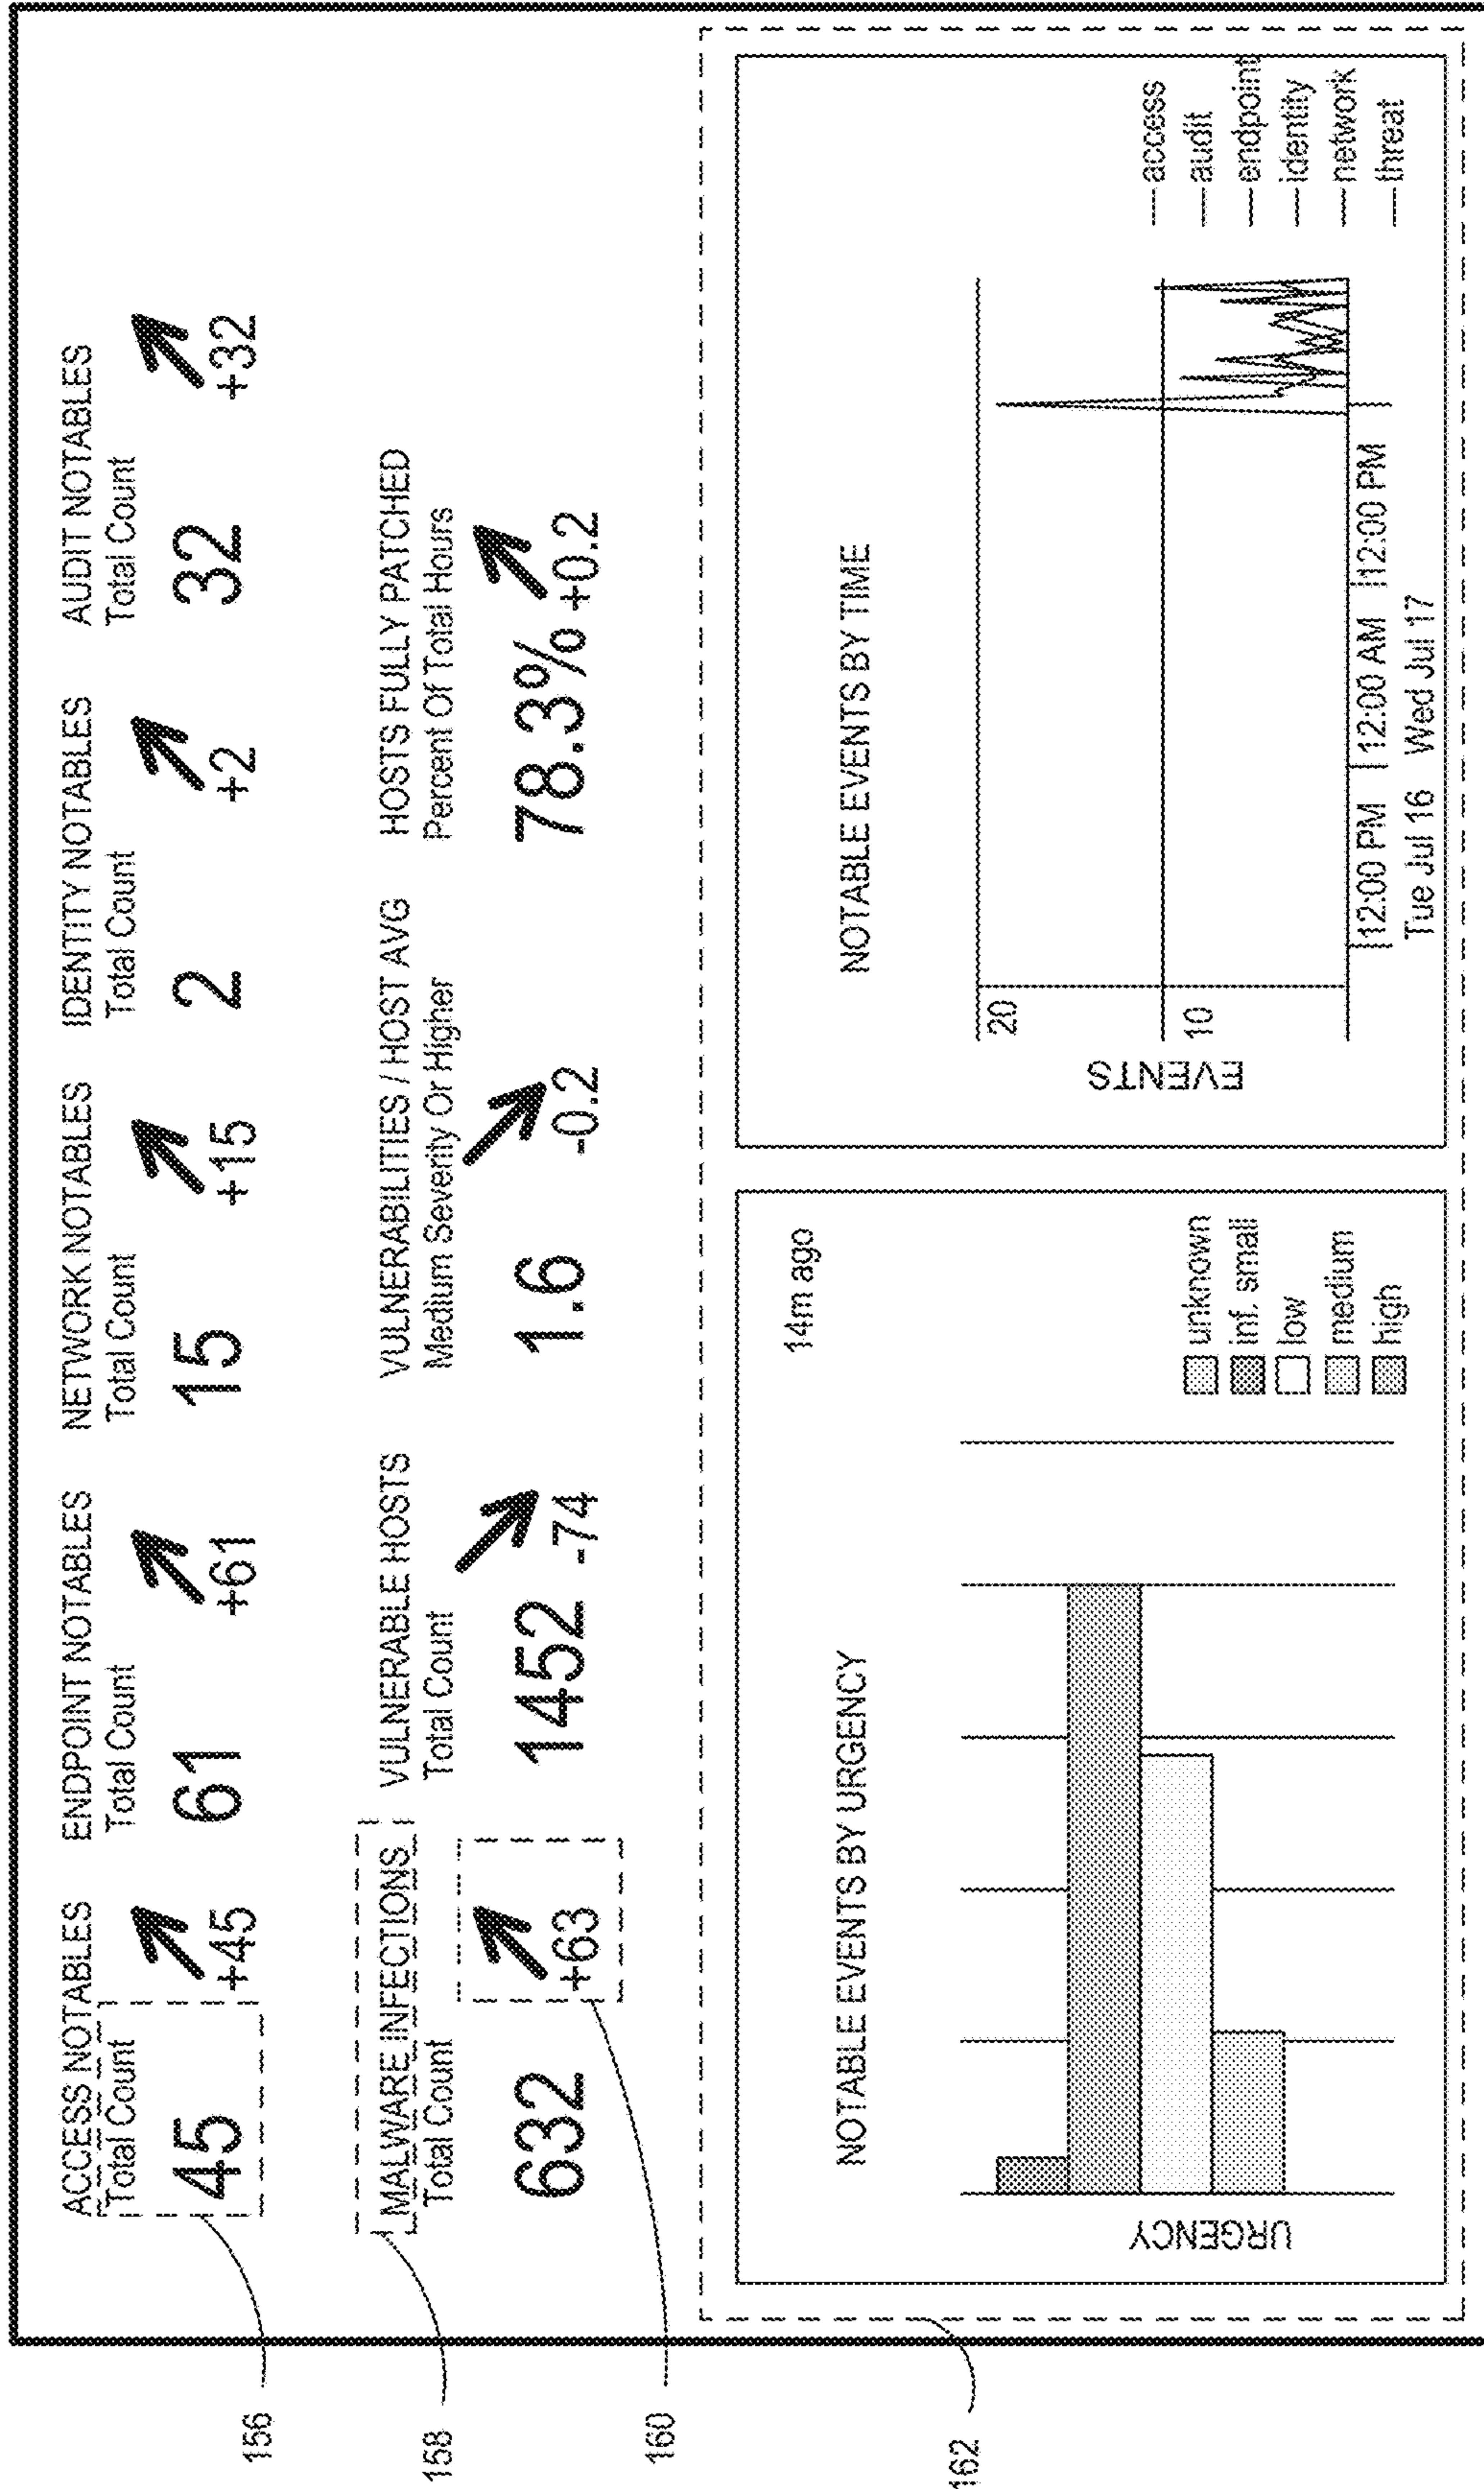 ACCESS NOTABLES
Total Count
45
+45
ENDPOINT NOTABLES
Total Count
61
+61
NETWORK NOTABLES
Total Count
15
+15
IDENTITY NOTABLES
Total Count
2
+2
AUDIT NOTABLES
Total Count
32
+32
MALWARE INFECTIONS
Total Count
632
+63
VULNERABLE HOSTS
Total Count
1452
-74
VULNERABILITIES / HOST AVG
Medium Severity Or Higher
1.6
-0.2
HOSTS FULLY PATCHED
Percent Of Total Hours
78.3%
+0.2
156
158
160
162
NOTABLE EVENTS BY URGENCY
14m ago
URGENCY
unknown
inf. small
low
medium
high
NOTABLE EVENTS BY TIME
EVENTS
20
10
12:00 PM
12:00 AM
12:00 PM
Tue Jul 16
Wed Jul 17
access
audit
endpoint
identity
network
threat